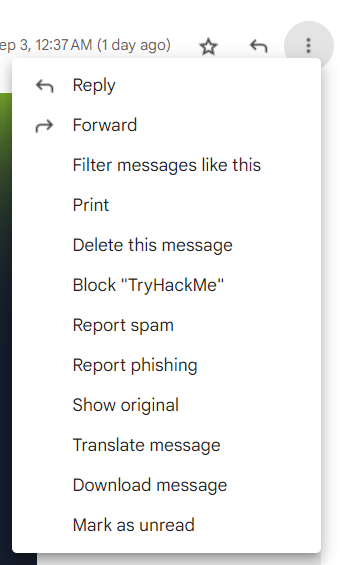 ep 3, 12:37 AM (1 day ago)
Reply
Forward
Filter messages like this
Print
Delete this message
Block "TryHackMe"
Report spam
Report phishing
Show original
Translate message
Download message
Mark as unread